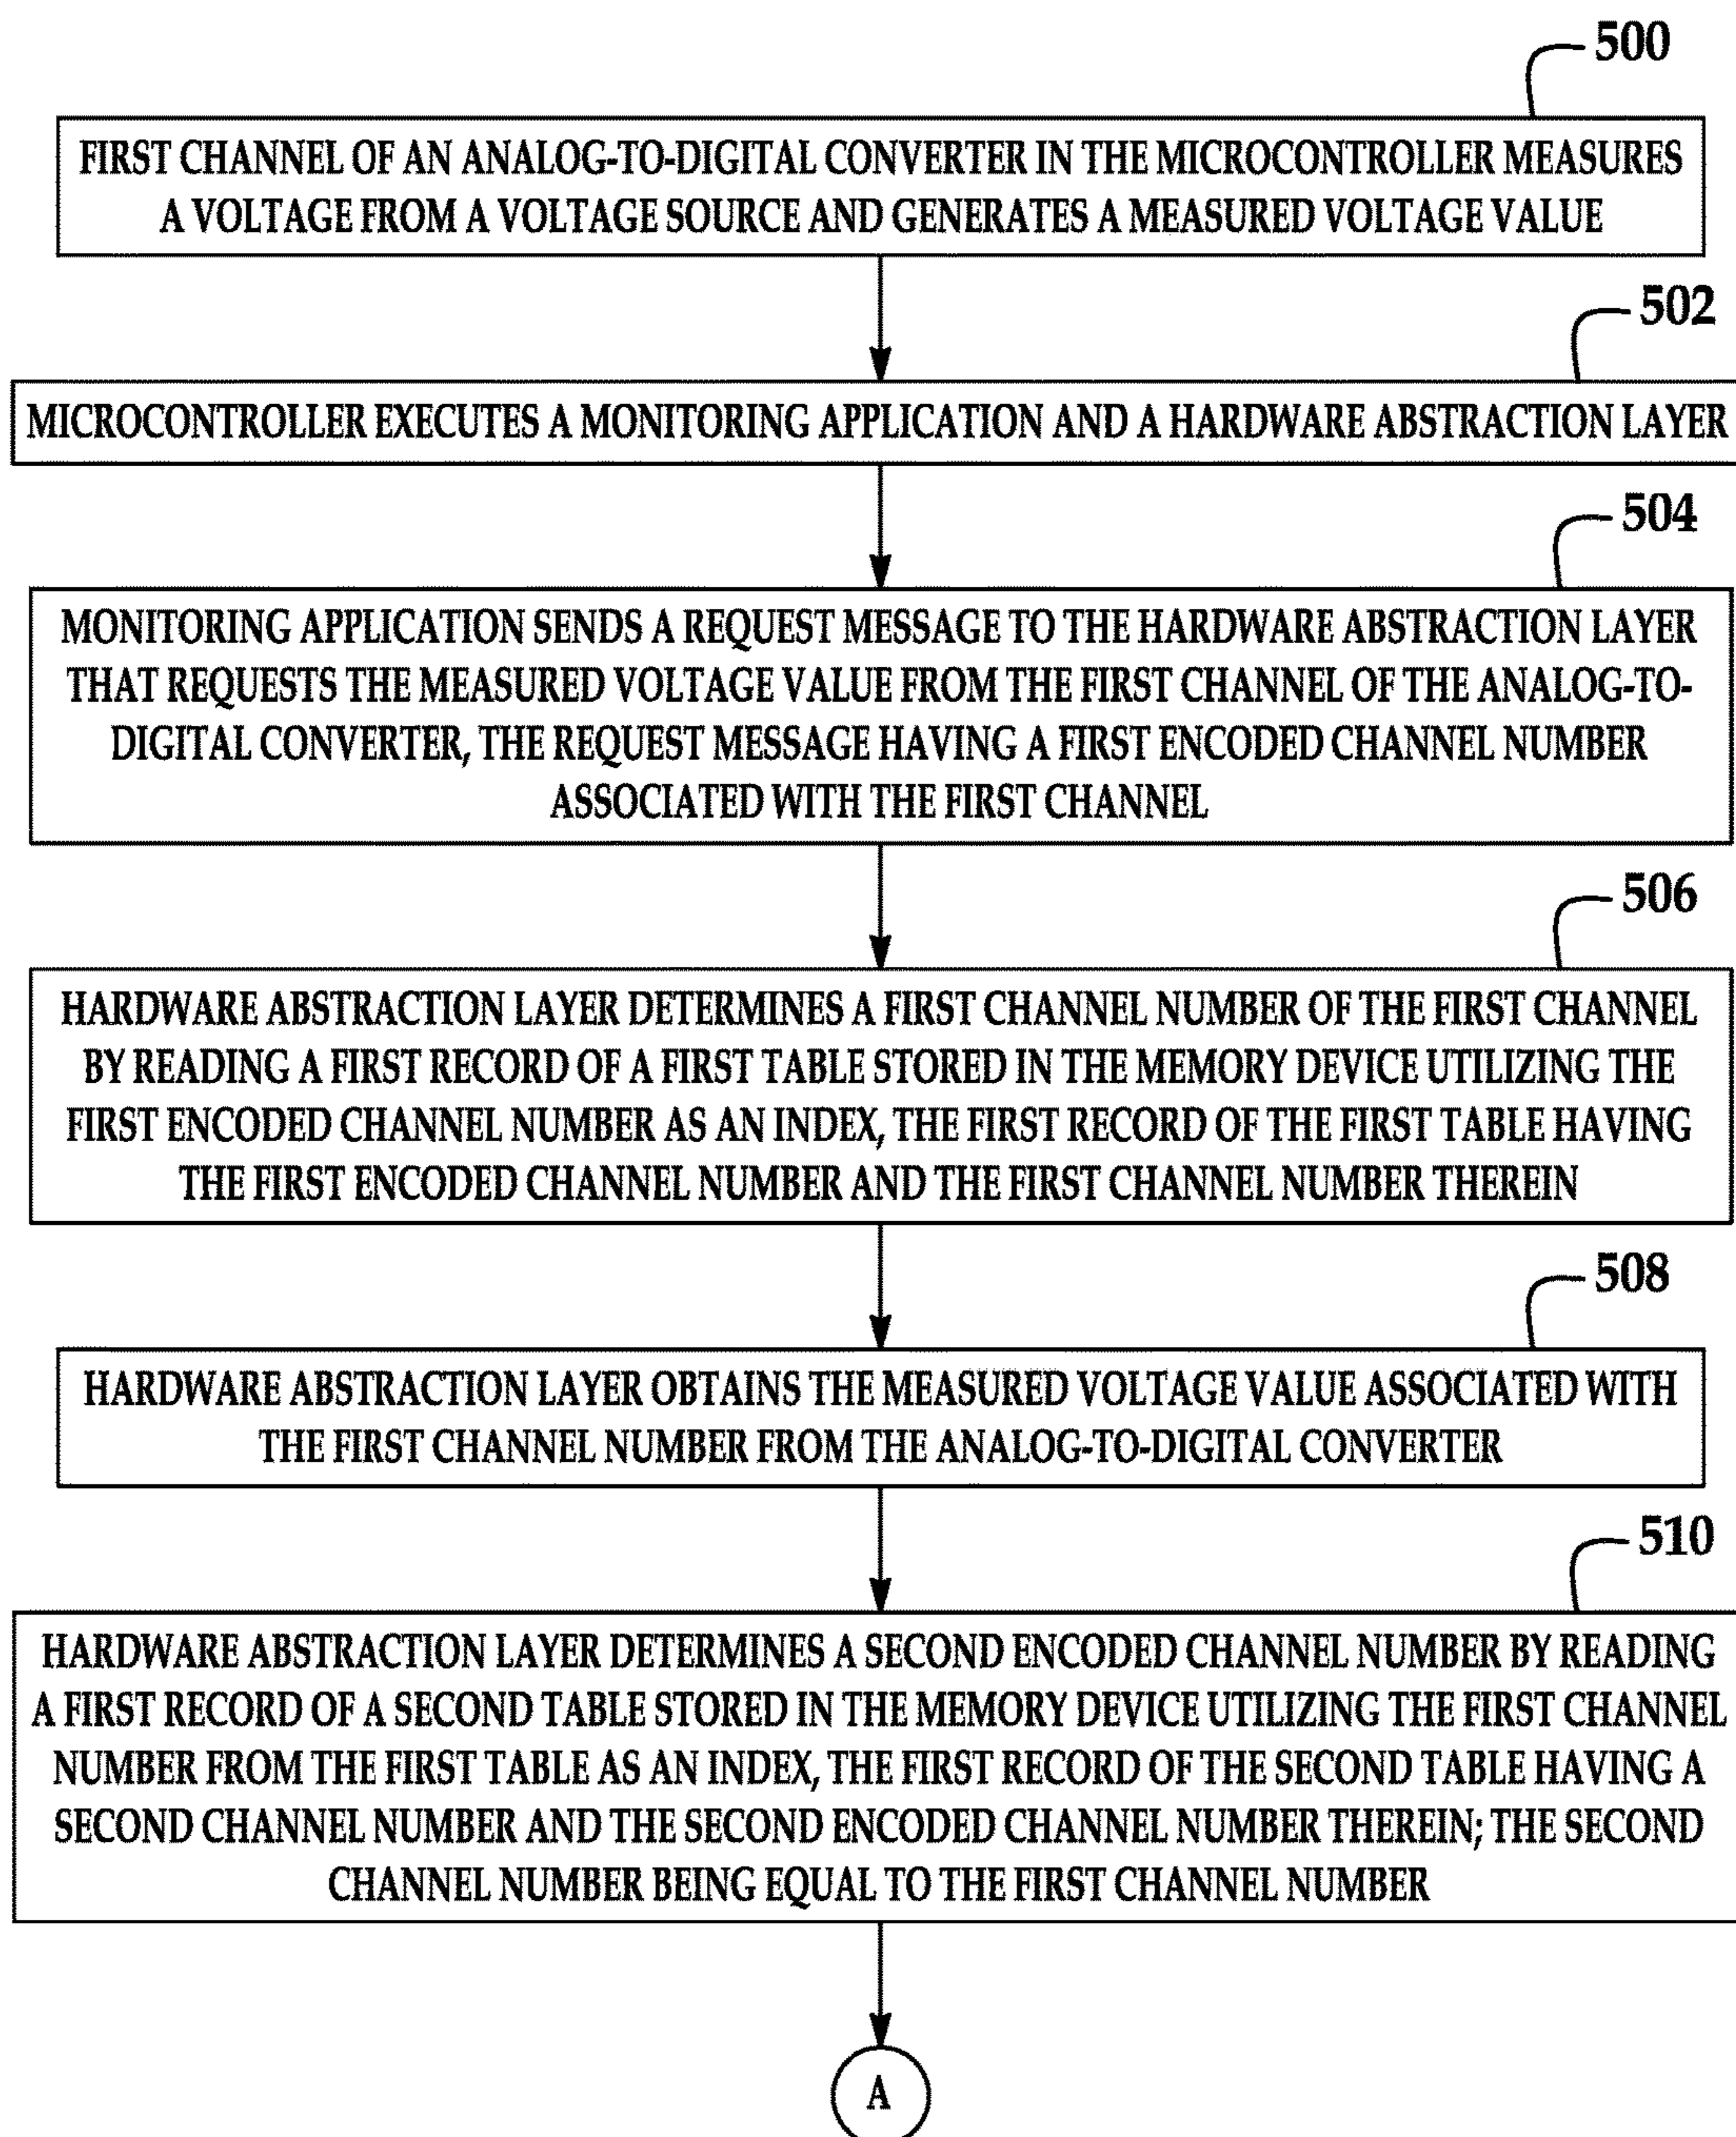 500
FIRST CHANNEL OF AN ANALOG-TO-DIGITAL CONVERTER IN THE MICROCONTROLLER MEASURES
A VOLTAGE FROM A VOLTAGE SOURCE AND GENERATES A MEASURED VOLTAGE VALUE
502
MICROCONTROLLER EXECUTES A MONITORING APPLICATION AND A HARDWARE ABSTRACTION LAYER
504
MONITORING APPLICATION SENDS A REQUEST MESSAGE TO THE HARDWARE ABSTRACTION LAYER
THAT REQUESTS THE MEASURED VOLTAGE VALUE FROM THE FIRST CHANNEL OF THE ANALOG-TO-
DIGITAL CONVERTER, THE REQUEST MESSAGE HAVING A FIRST ENCODED CHANNEL NUMBER
ASSOCIATED WITH THE FIRST CHANNEL
506
HARDWARE ABSTRACTION LAYER DETERMINES A FIRST CHANNEL NUMBER OF THE FIRST CHANNEL
BY READING A FIRST RECORD OF A FIRST TABLE STORED IN THE MEMORY DEVICE UTILIZING THE
FIRST ENCODED CHANNEL NUMBER AS AN INDEX, THE FIRST RECORD OF THE FIRST TABLE HAVING
THE FIRST ENCODED CHANNEL NUMBER AND THE FIRST CHANNEL NUMBER THEREIN
508
HARDWARE ABSTRACTION LAYER OBTAINS THE MEASURED VOLTAGE VALUE ASSOCIATED WITH
THE FIRST CHANNEL NUMBER FROM THE ANALOG-TO-DIGITAL CONVERTER
510
HARDWARE ABSTRACTION LAYER DETERMINES A SECOND ENCODED CHANNEL NUMBER BY READING
A FIRST RECORD OF A SECOND TABLE STORED IN THE MEMORY DEVICE UTILIZING THE FIRST CHANNEL
NUMBER FROM THE FIRST TABLE AS AN INDEX, THE FIRST RECORD OF THE SECOND TABLE HAVING A
SECOND CHANNEL NUMBER AND THE SECOND ENCODED CHANNEL NUMBER THEREIN; THE SECOND
CHANNEL NUMBER BEING EQUAL TO THE FIRST CHANNEL NUMBER
A